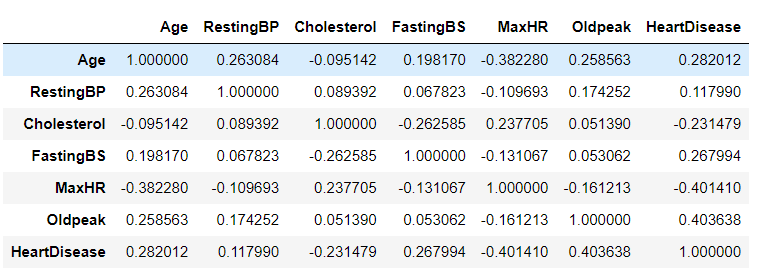 Age RestingBP Cholesterol FastingBS MaxHR Oldpeak HeartDisease
Age 1.000000 0.263084 -0.095142 0.198170 -0.382280 0.258563 0.282012
RestingBP 0.263084 1.000000 0.089392 0.067823 -0.109693 0.174252 0.117990
Cholesterol -0.095142 0.089392 1.000000 -0.262585 0.237705 0.051390 -0.231479
FastingBS 0.198170 0.067823 -0.262585 1.000000 -0.131067 0.053062 0.267994
MaxHR -0.382280 -0.109693 0.237705 -0.131067 1.000000 -0.161213 -0.401410
Oldpeak 0.258563 0.174252 0.051390 0.053062 -0.161213 1.000000 0.403638
HeartDisease 0.282012 0.117990 -0.231479 0.267994 -0.401410 0.403638 1.000000